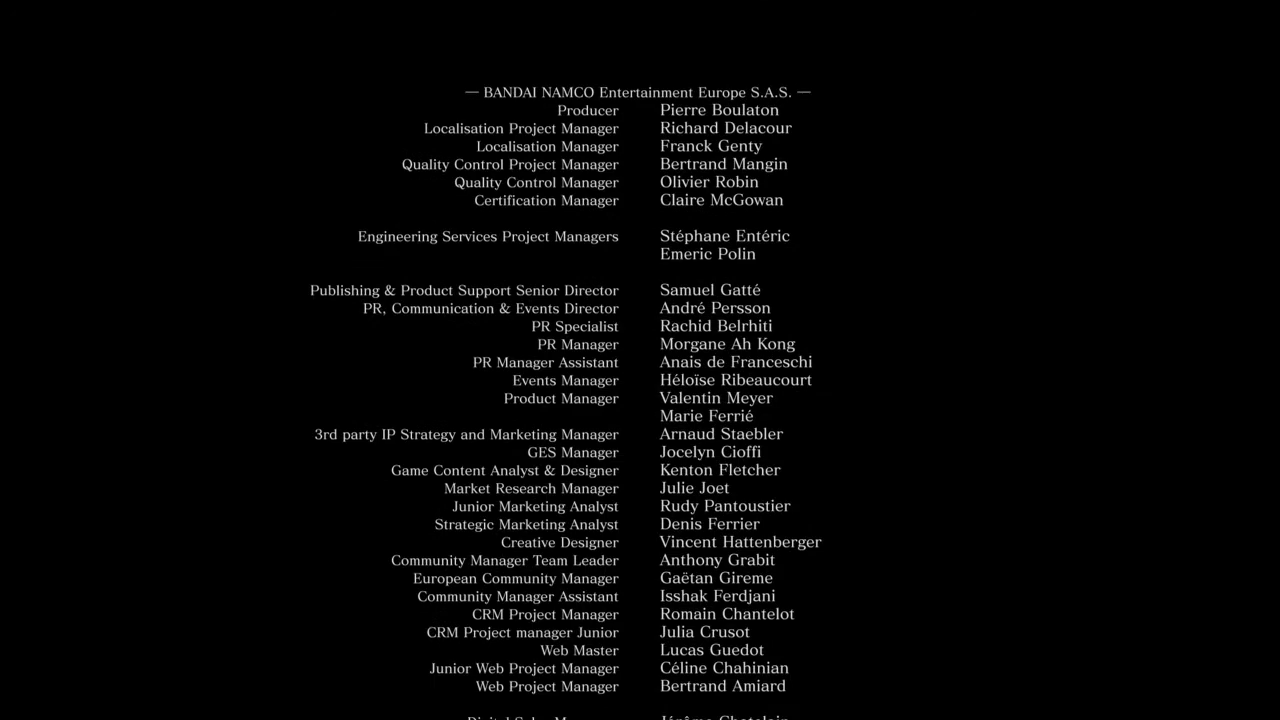 — BANDAI NAMCO Entertainment Europe S.A.S. —
Producer Pierre Boulaton
Localisation Project Manager Richard Delacour
Localisation Manager Franck Genty
Quality Control Project Manager Bertrand Mangin
Quality Control Manager Olivier Robin
Certification Manager Claire McGowan
Engineering Services Project Managers Stéphane Entéric
Emeric Polin
Publishing & Product Support Senior Director Samuel Gatté
PR, Communication & Events Director André Persson
PR Specialist Rachid Belrhiti
PR Manager Morgane Ah Kong
PR Manager Assistant Anais de Franceschi
Events Manager Héloïse Ribeaucourt
Product Manager Valentin Meyer
Marie Ferrié
3rd party IP Strategy and Marketing Manager Arnaud Staebler
GES Manager Jocelyn Cioffi
Game Content Analyst & Designer Kenton Fletcher
Market Research Manager Julie Joet
Junior Marketing Analyst Rudy Pantoustier
Strategic Marketing Analyst Denis Ferrier
Creative Designer Vincent Hattenberger
Community Manager Team Leader Anthony Grabit
European Community Manager Gaëtan Gireme
Community Manager Assistant Isshak Ferdjani
CRM Project Manager Romain Chantelot
CRM Project manager Junior Julia Crusot
Web Master Lucas Guedot
Junior Web Project Manager Céline Chahinian
Web Project Manager Bertrand Amiard